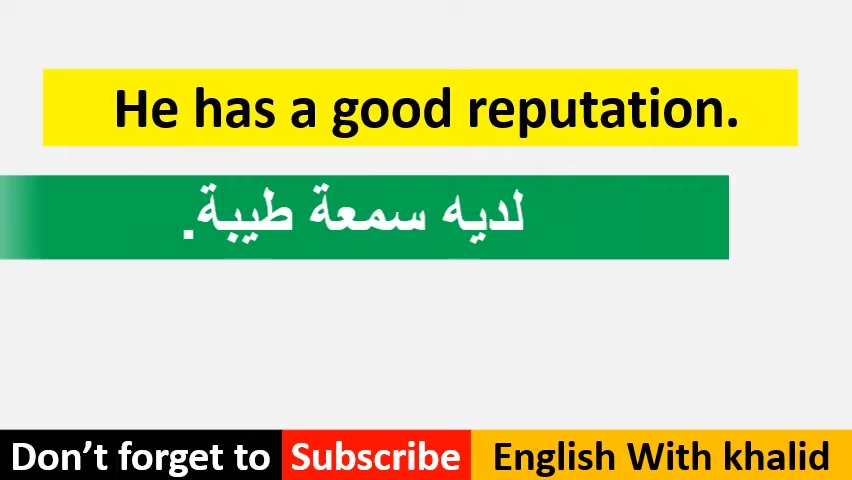 He has a good reputation.
لديه سمعة طيبة.
Don’t forget to Subscribe English With khalid